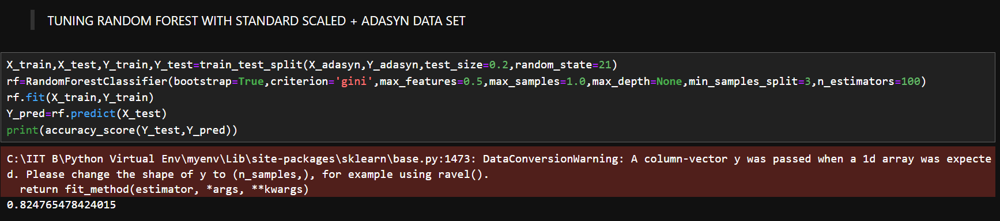 TUNING RANDOM FOREST WITH STANDARD SCALED + ADASYN DATA SET
X_train,X_test,Y_train,Y_test=train_test_split(X_adasyn,Y_adasyn,test_size=0.2,random_state=21)
rf=RandomForestClassifier(bootstrap=True,criterion='gini',max_features=0.5,max_samples=1.0,max_depth=None,min_samples_split=3,n_estimators=100)
rf.fit(X_train,Y_train)
Y_pred=rf.predict(X_test)
print(accuracy_score(Y_test,Y_pred))
C:\IIT B\Python Virtual Env\myenv\Lib\site-packages\sklearn\base.py:1473: DataConversionWarning: A column-vector y was passed when a 1d array was expecte
d. Please change the shape of y to (n_samples,), for example using ravel().
  return fit_method(estimator, *args, **kwargs)
0.824765478424015